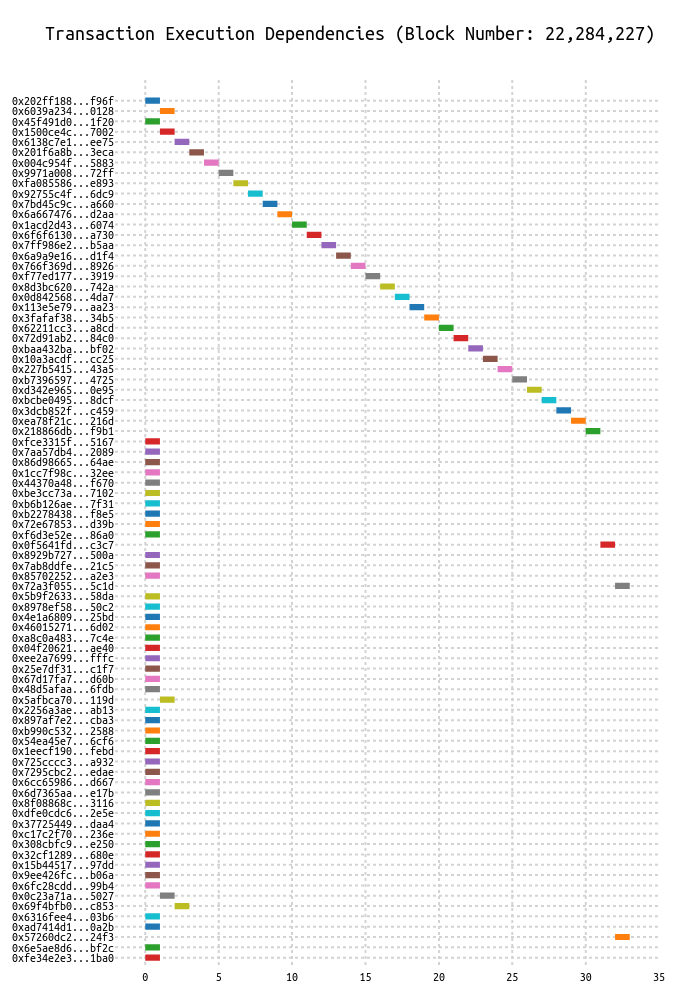 Transaction Execution Dependencies (Block Number: 22,284,227)
0x202ff188...f96f
0x6039a234...0128
0x45f491d0...1f20
0x1500ce4c...7002
0x6138c7e1...ee75
0x201f6a8b...3eca
0x004c954f...5883
0x9971a008...72ff
0xfa085586...e893
0x92755c4f...6dc9
0x7bd45c9c...a660
0x6a667476...d2aa
0x1acd2d43...6074
0x6f6f6130...a730
0x7ff986e2...b5aa
0x6a9a9e16...d1f4
0x766f369d...8926
0xf77ed177...3919
0x8d3bc620...742a
0x0d842568...4da7
0x113e5e79...aa23
0x3fafaf38...34b5
0x62211cc3...a8cd
0x72d91ab2...84c0
0xbaa432ba...bf02
0x10a3acdf...cc25
0x227b5415...43a5
0xb7396597...4725
0xd342e965...0e95
0xbcbe0495...8dcf
0x3dcb852f...c459
0xea78f21c...216d
0x218866db...f9b1
0xfce3315f...5167
0x7aa57db4...2089
0x86d98665...64ae
0x1cc7f98c...32ee
0x44370a48...f670
0xbe3cc73a...7102
0xb6b126ae...7f31
0xb2278438...f8e5
0x72e67853...d39b
0xf6d3e52e...86a0
0x0f5641fd...c3c7
0x8929b727...500a
0x7ab8ddfe...21c5
0x85702252...a2e3
0x72a3f055...5c1d
0x5b9f2633...58da
0x8978ef58...50c2
0x4e1a6809...25bd
0x46015271...6d02
0xa8c0a483...7c4e
0x04f20621...ae40
0xee2a7699...fffc
0x25e7df31...c1f7
0x67d17fa7...d60b
0x48d5afaa...6fdb
0x5afbca70...119d
0x2256a3ae...ab13
0x897af7e2...cba3
0xb990c532...2588
0x54ea45e7...6cf6
0x1eecf190...febd
0x725cccc3...a932
0x7295cbc2...edae
0x6cc65986...d667
0x6d7365aa...e17b
0x8f08868c...3116
0xdfe0cdc6...2e5e
0x37725449...daa4
0xc17c2f70...236e
0x308cbfc9...e250
0x32cf1289...680e
0x15b44517...97dd
0x9ee426fc...b06a
0x6fc28cdd...99b4
0x0c23a71a...5027
0x69f4bfb0...c853
0x6316fee4...03b6
0xad7414d1...0a2b
0x57260dc2...24f3
0x6e5ae8d6...bf2c
0xfe34e2e3...1ba0
0 5 10 15 20 25 30 35